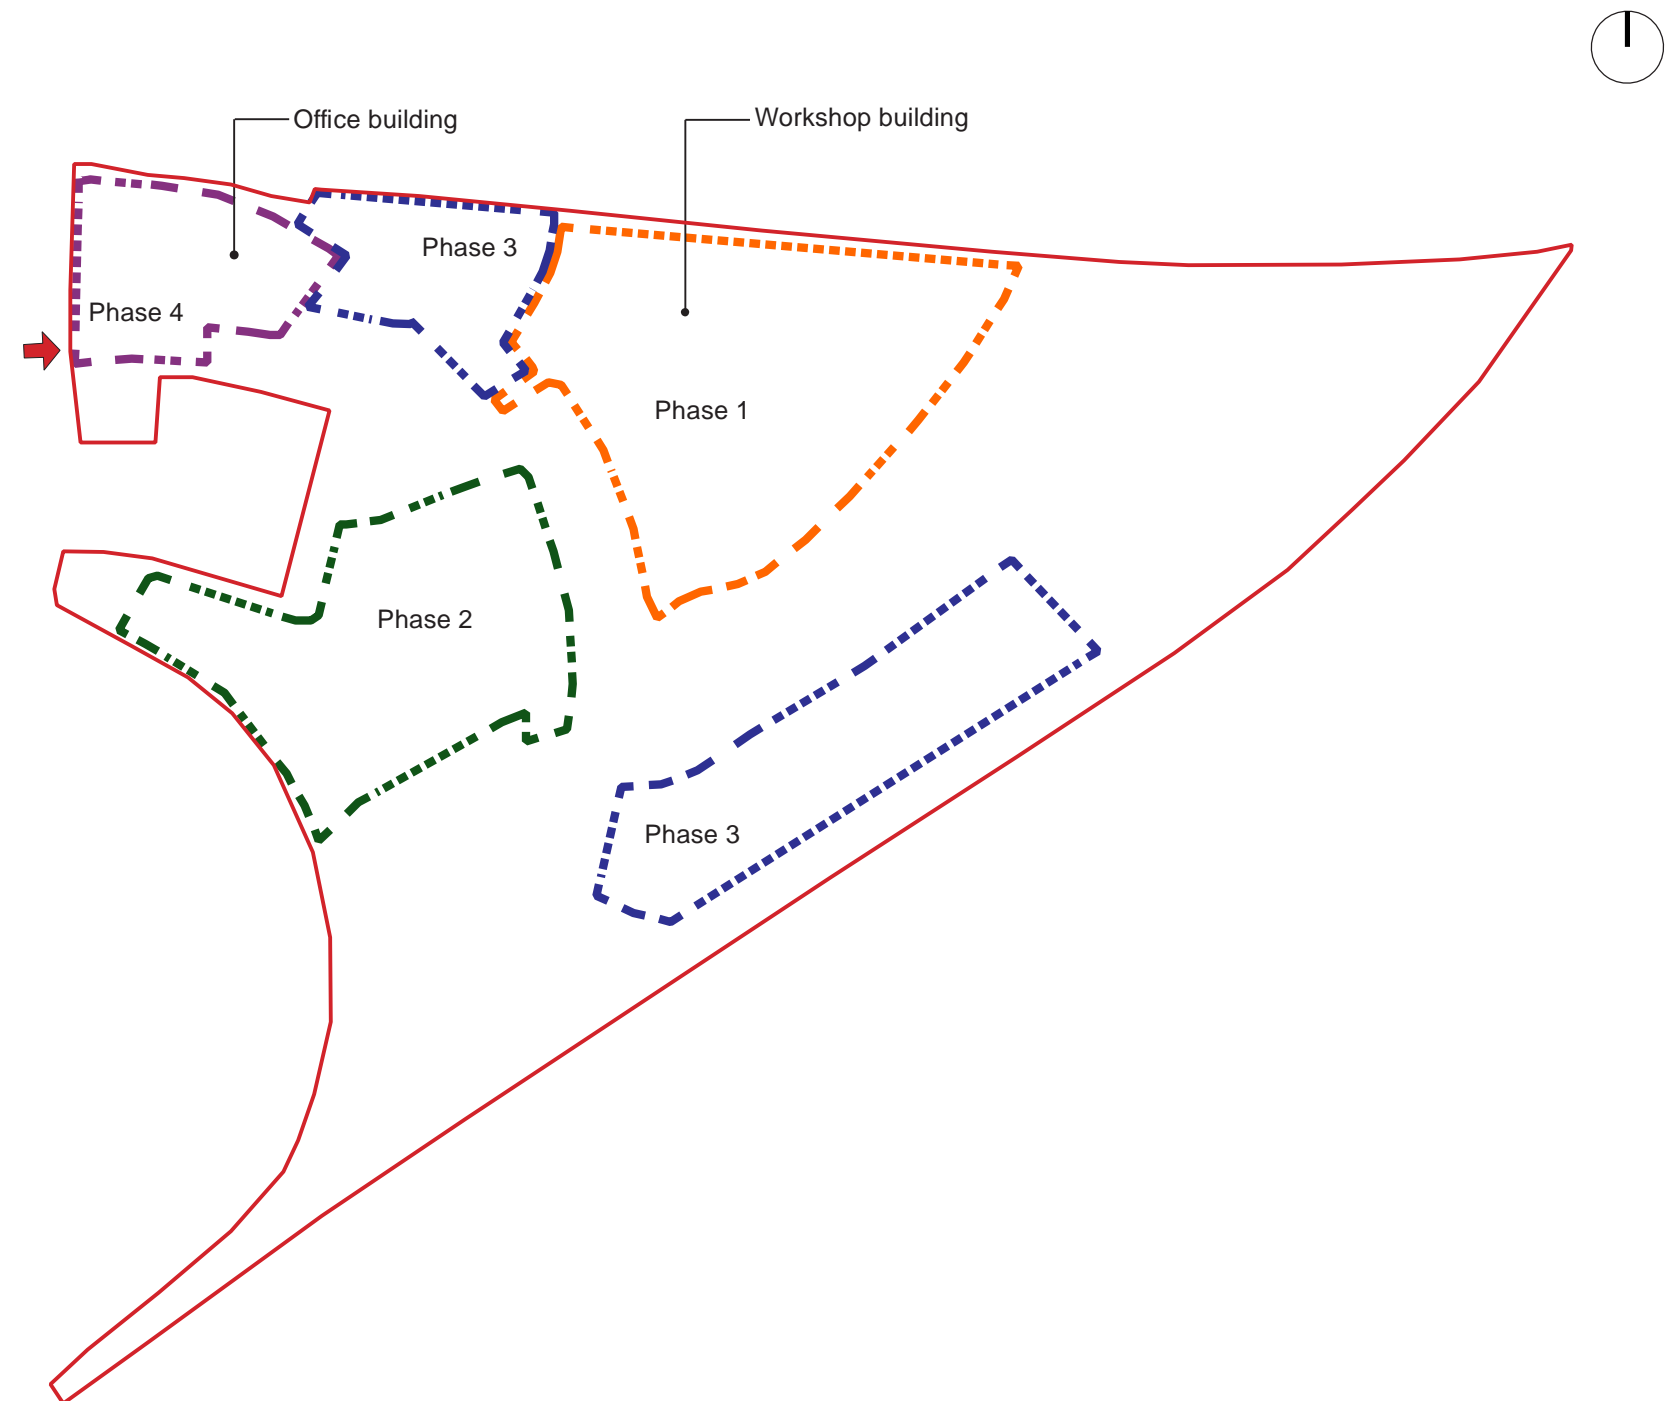 Office building
Workshop building
Phase 3
Phase 4
Phase 1
Phase 2
Phase 3